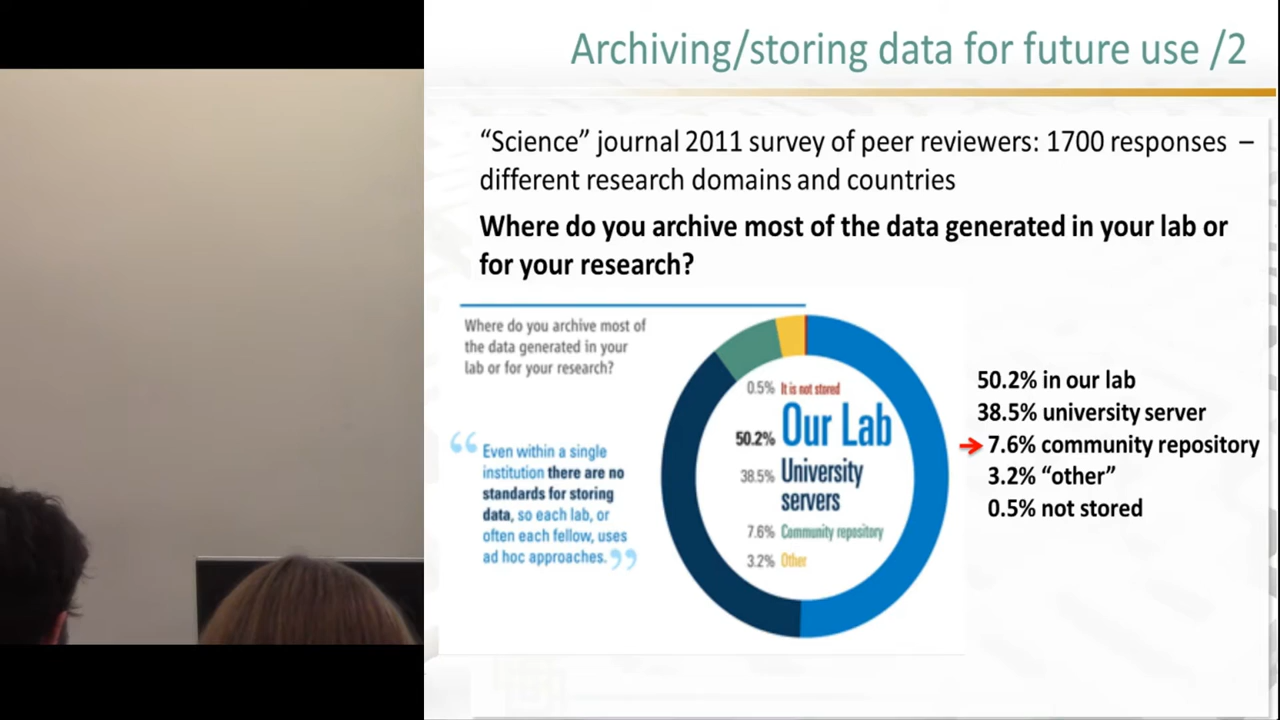 Archiving/storing data for future use /2
“Science” journal 2011 survey of peer reviewers: 1700 responses –
different research domains and countries
Where do you archive most of the data generated in your lab or
for your research?
Where do you archive most of
the data generated in your
lab or for your research?
“ Even within a single
institution there are no
standards for storing
data, so each lab, or
often each fellow, uses
ad hoc approaches. ”
0.5% It is not stored
50.2% Our Lab
38.5% University
servers
7.6% Community repository
3.2% Other
50.2% in our lab
38.5% university server
7.6% community repository
3.2% “other”
0.5% not stored